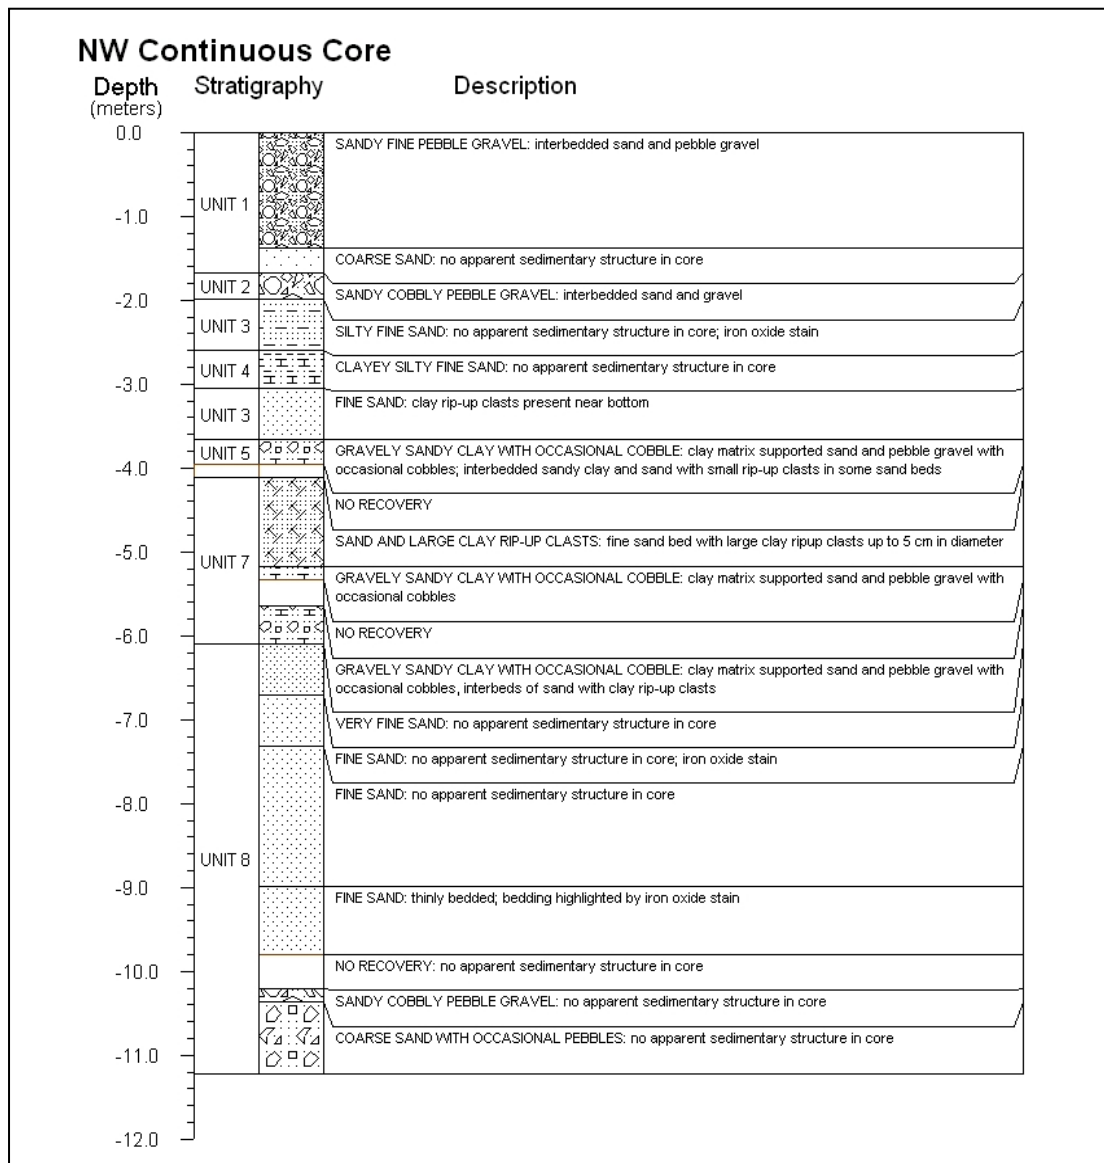 NW Continuous Core
Depth Stratigraphy Description
(meters)
0.0
SANDY FINE PEBBLE GRAVEL: interbedded sand and pebble gravel
UNIT 1
-1.0
COARSE SAND: no apparent sedimentary structure in core
UNIT 2
SANDY COBBLY PEBBLE GRAVEL: interbedded sand and gravel
-2.0
UNIT 3
SILTY FINE SAND: no apparent sedimentary structure in core; iron oxide stain
UNIT 4
CLAYEY SILTY FINE SAND: no apparent sedimentary structure in core
-3.0
FINE SAND: clay rip-up clasts present near bottom
UNIT 3
UNIT 5
GRAVELY SANDY CLAY WITH OCCASIONAL COBBLE: clay matrix supported sand and pebble gravel with
occasional cobbles; interbedded sandy clay and sand with small rip-up clasts in some sand beds
-4.0
NO RECOVERY
SAND AND LARGE CLAY RIP-UP CLASTS: fine sand bed with large clay ripup clasts up to 5 cm in diameter
-5.0
UNIT 7
GRAVELY SANDY CLAY WITH OCCASIONAL COBBLE: clay matrix supported sand and pebble gravel with
occasional cobbles
NO RECOVERY
-6.0
GRAVELY SANDY CLAY WITH OCCASIONAL COBBLE: clay matrix supported sand and pebble gravel with
occasional cobbles, interbeds of sand with clay rip-up clasts
VERY FINE SAND: no apparent sedimentary structure in core
-7.0
FINE SAND: no apparent sedimentary structure in core; iron oxide stain
FINE SAND: no apparent sedimentary structure in core
-8.0
UNIT 8
-9.0
FINE SAND: thinly bedded; bedding highlighted by iron oxide stain
NO RECOVERY: no apparent sedimentary structure in core
-10.0
SANDY COBBLY PEBBLE GRAVEL: no apparent sedimentary structure in core
COARSE SAND WITH OCCASIONAL PEBBLES: no apparent sedimentary structure in core
-11.0
-12.0